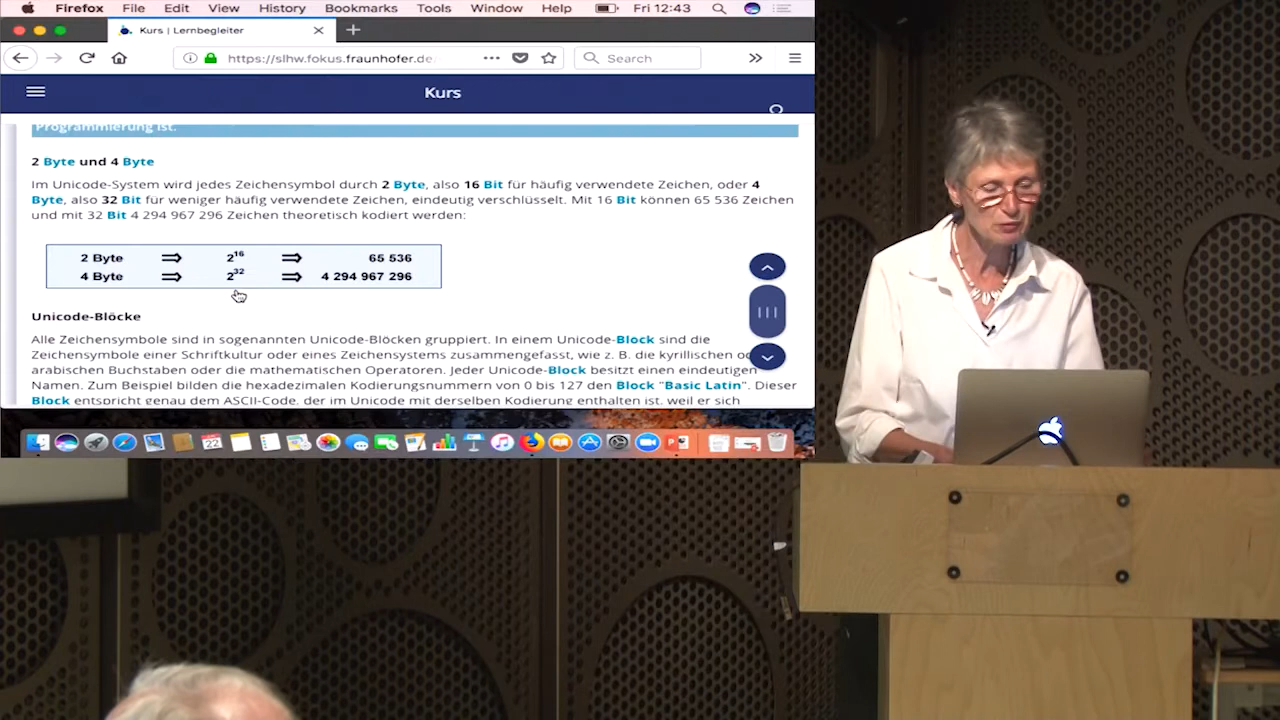 Firefox File Edit View History Bookmarks Tools Window Help Fri 12:43
Kurs | Lernbegleiter
https://slhw.fokus.fraunhofer.de
Search
Kurs
Programmierung ist.
2 Byte und 4 Byte
Im Unicode-System wird jedes Zeichensymbol durch 2 Byte, also 16 Bit für häufig verwendete Zeichen, oder 4
Byte, also 32 Bit für weniger häufig verwendete Zeichen, eindeutig verschlüsselt. Mit 16 Bit können 65 536 Zeichen
und mit 32 Bit 4 294 967 296 Zeichen theoretisch kodiert werden:
2 Byte ⇒ 2¹⁶ ⇒ 65 536
4 Byte ⇒ 2³² ⇒ 4 294 967 296
Unicode-Blöcke
Alle Zeichensymbole sind in sogenannten Unicode-Blöcken gruppiert. In einem Unicode-Block sind die
Zeichensymbole einer Schriftkultur oder eines Zeichensystems zusammengefasst, wie z. B. die kyrillischen
arabischen Buchstaben oder die mathematischen Operatoren. Jeder Unicode-Block besitzt einen eindeutigen
Namen. Zum Beispiel bilden die hexadezimalen Kodierungsnummern von 0 bis 127 den Block "Basic Latin". Dieser
Block entspricht genau dem ASCII-Code, der im Unicode mit derselben Kodierung enthalten ist, weil er sich
22